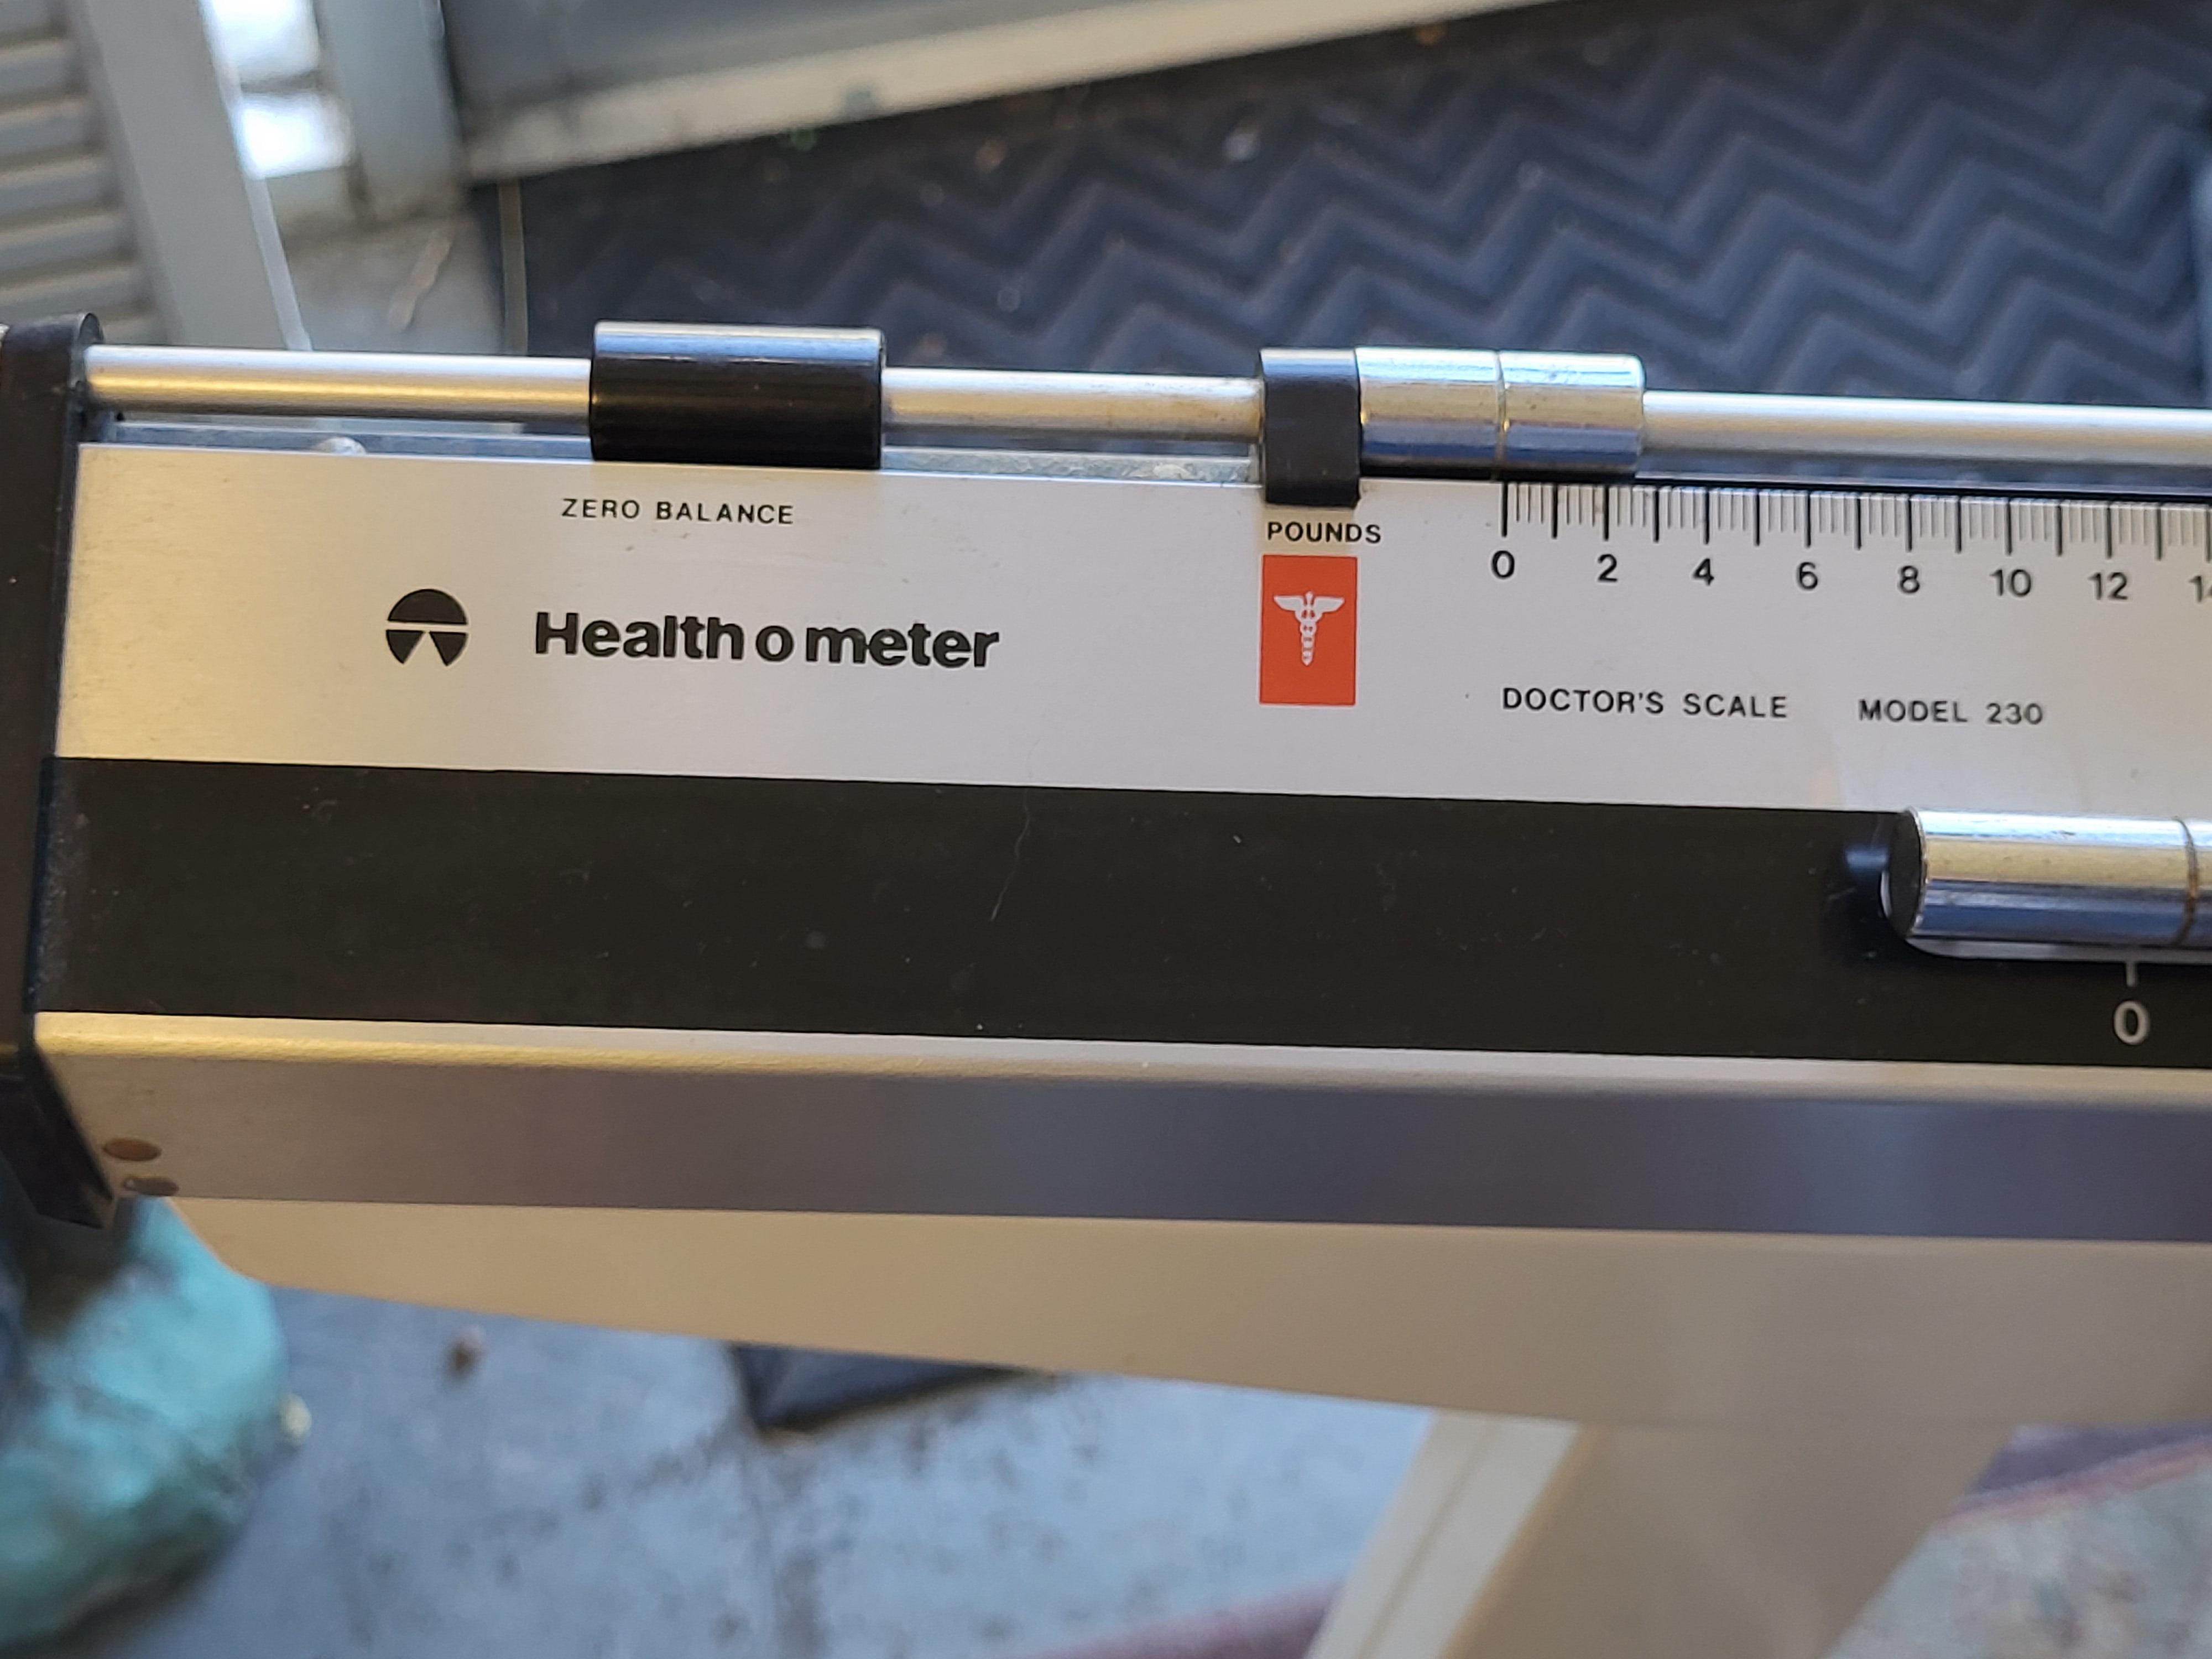 ZERO BALANCE
POUNDS
0 2 4 6 8 10 12
Health o meter
DOCTOR'S SCALE MODEL 230
0